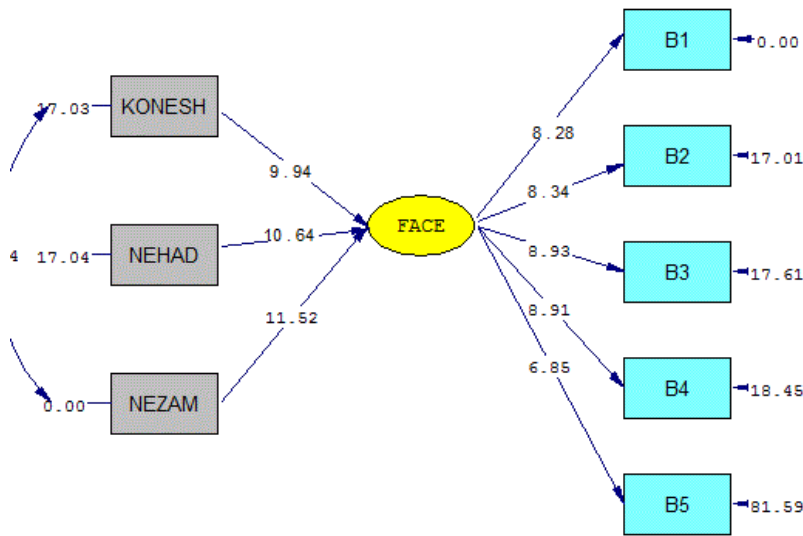 B1
0.00
17.03
KONESH
8.28
9.94
B2
17.01
8.34
FACE
4
17.04
NEHAD
10.64
8.93
B3
17.61
11.52
8.91
6.85
0.00
NEZAM
B4
18.45
B5
81.59